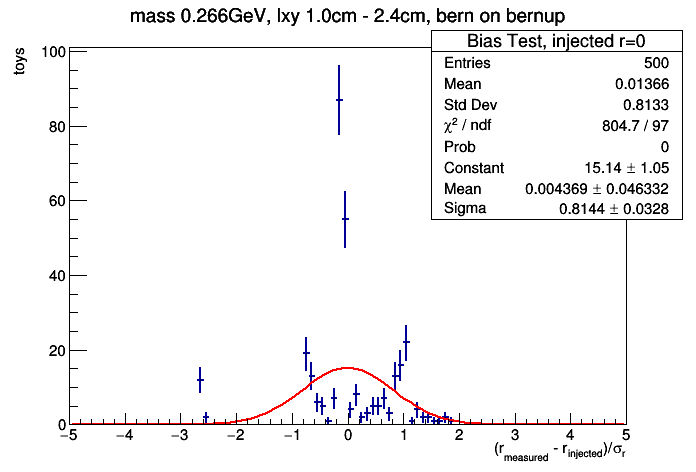 mass 0.266GeV, lxy 1.0cm - 2.4cm, bern on bernup
Bias Test, injected r=0
Entries 500
Mean 0.01366
Std Dev 0.8133
χ² / ndf 804.7 / 97
Prob 0
Constant 15.14 ± 1.05
Mean 0.004369 ± 0.046332
Sigma 0.8144 ± 0.0328
toys
100
80
60
40
20
0
−5 −4 −3 −2 −1 0 1 2 3 4 5
(r_measured - r_injected)/σ_r